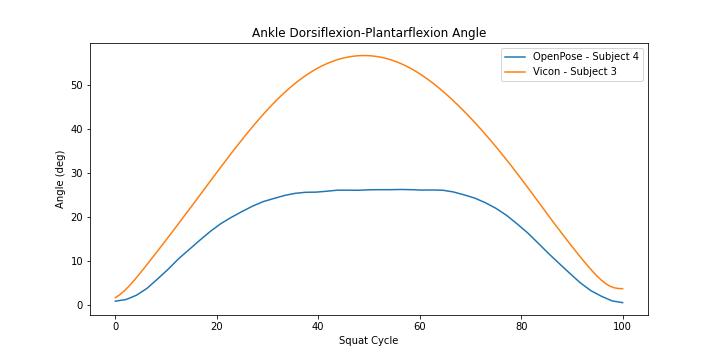 Ankle Dorsiflexion-Plantarflexion Angle
OpenPose - Subject 4
Vicon - Subject 3
Angle (deg)
50
40
30
20
10
0
0 20 40 60 80 100
Squat Cycle